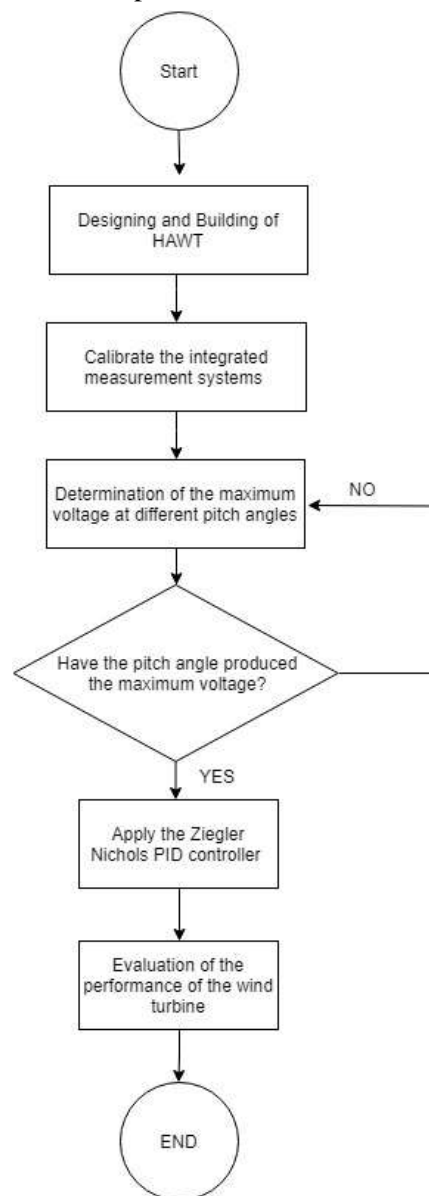 Start
Designing and Building of
HAWT
Calibrate the integrated
measurement systems
Determination of the maximum
voltage at different pitch angles
NO
Have the pitch angle produced
the maximum voltage?
YES
Apply the Ziegler
Nichols PID controller
Evaluation of the
performance of the wind
turbine
END